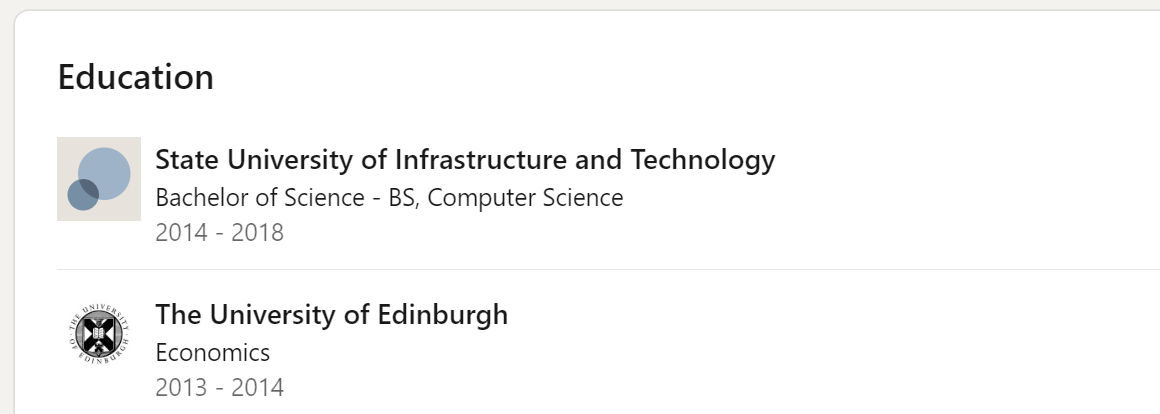 Education
State University of Infrastructure and Technology
Bachelor of Science - BS, Computer Science
2014 - 2018
THE UNIVERSITY OF EDINBURGH
The University of Edinburgh
Economics
2013 - 2014